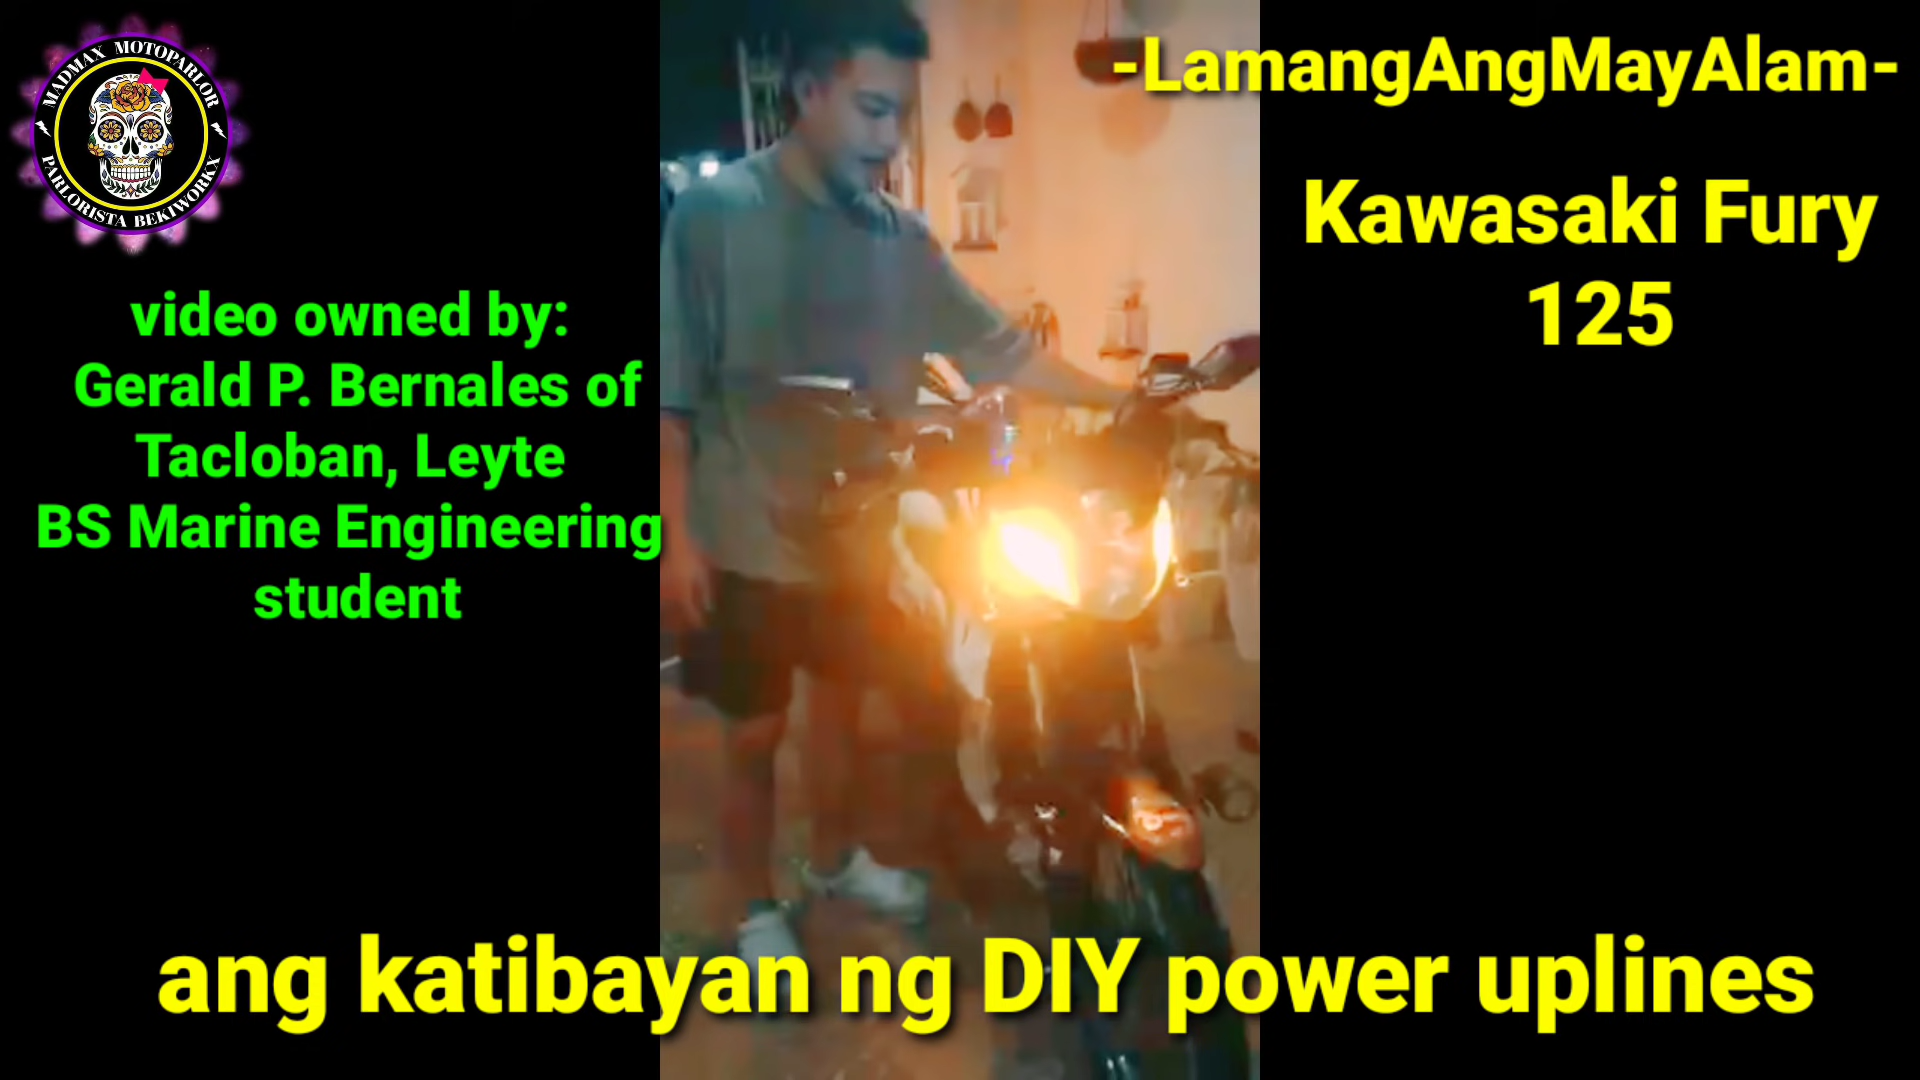 MADMAX MOTOPARLOR
PARLORISTA BEKIWORKX
-LamangAngMayAlam-
Kawasaki Fury
125
video owned by:
Gerald P. Bernales of
Tacloban, Leyte
BS Marine Engineering
student
ang katibayan ng DIY power uplines